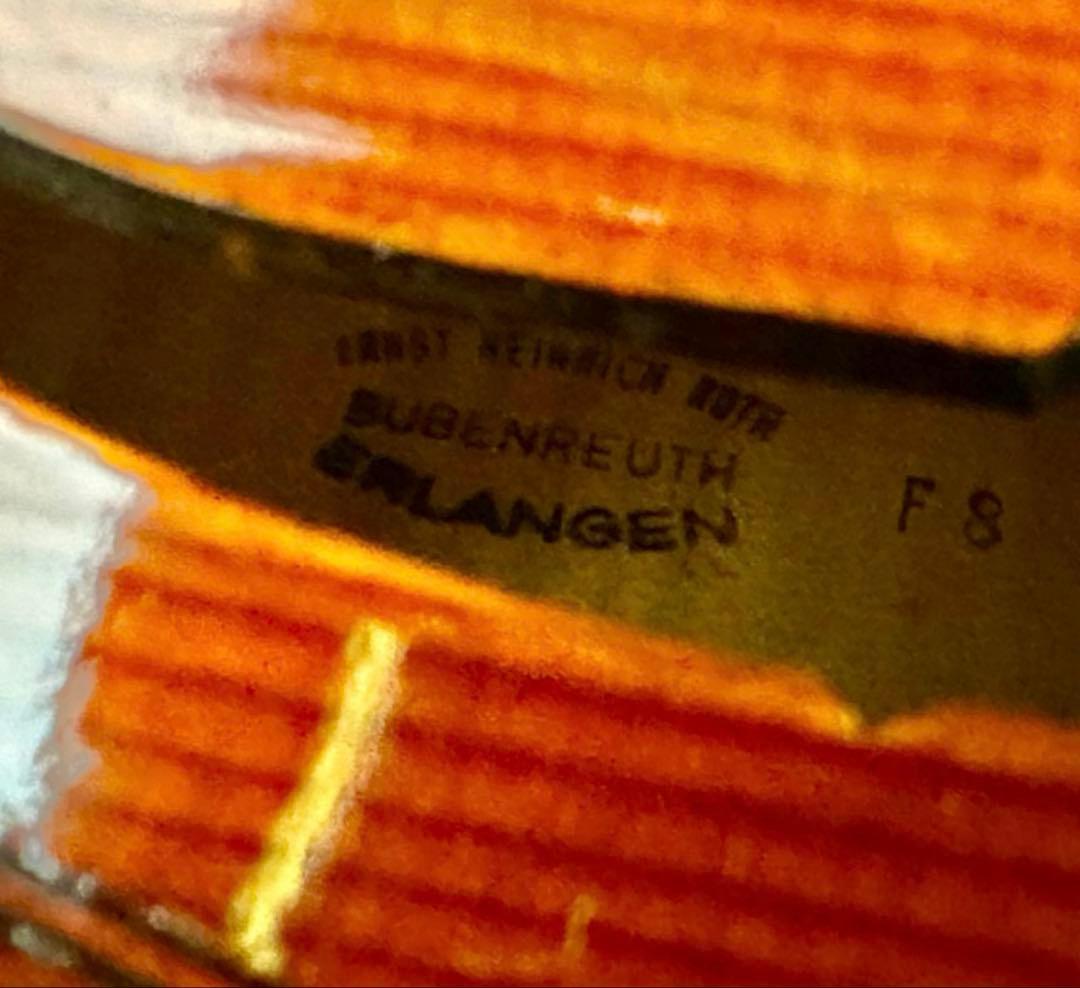 ERNST HEINRICH ROTH
BUBENREUTH
ERLANGEN
F 8